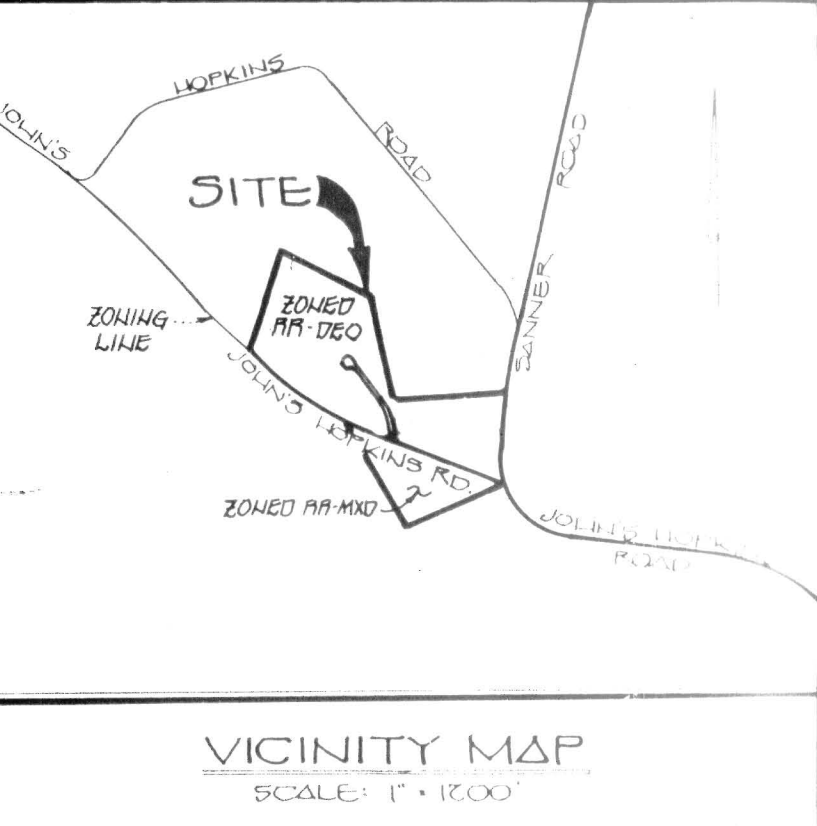 JOHN'S
HOPKINS
ROAD
SITE
ROAD
SANNER
ZONING
LINE
ZONED
RR-DEO
JOHN'S HOPKINS RD.
ZONED RR-MXD
JOHN'S HOPKINS
ROAD
VICINITY MAP
SCALE: 1" = 1200'